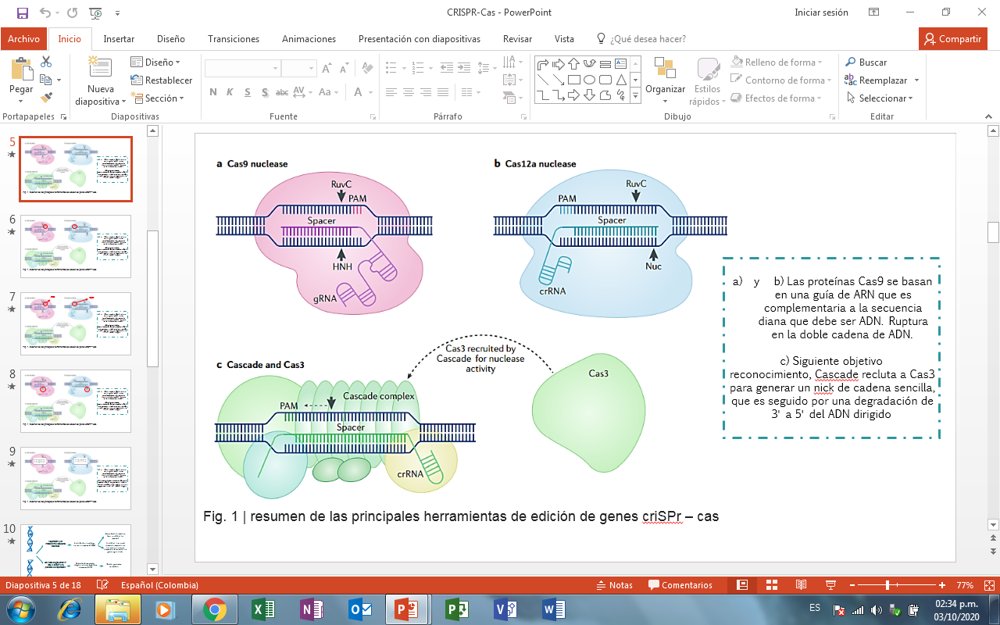 CRISPR-Cas - PowerPoint
Iniciar sesión
Archivo
Inicio
Insertar
Diseño
Transiciones
Animaciones
Presentación con diapositivas
Revisar
Vista
¿Qué desea hacer?
Compartir
Pegar
Nueva
diapositiva
Diseño
Restablecer
Sección
N K S S abc AV Aa A
Organizar
Estilos
rápidos
Relleno de forma
Contorno de forma
Efectos de forma
Buscar
Reemplazar
Seleccionar
Portapapeles
Diapositivas
Fuente
Párrafo
Dibujo
Editar
5
6
7
8
9
10
a Cas9 nuclease
RuvC
PAM
Spacer
HNH
gRNA
b Cas12a nuclease
RuvC
PAM
Spacer
Nuc
crRNA
c Cascade and Cas3
Cas3 recruited by
Cascade for nuclease
activity
Cas3
Cascade complex
PAM
Spacer
crRNA
a) y b) Las proteínas Cas9 se basan
en una guía de ARN que es
complementaria a la secuencia
diana que debe ser ADN. Ruptura
en la doble cadena de ADN.
c) Siguiente objetivo
reconocimiento, Cascade recluta a Cas3
para generar un nick de cadena sencilla,
que es seguido por una degradación de
3' a 5' del ADN dirigido
Fig. 1 | resumen de las principales herramientas de edición de genes criSPr – cas
Diapositiva 5 de 18
Español (Colombia)
Notas
Comentarios
77%
ES
02:34 p.m.
03/10/2020